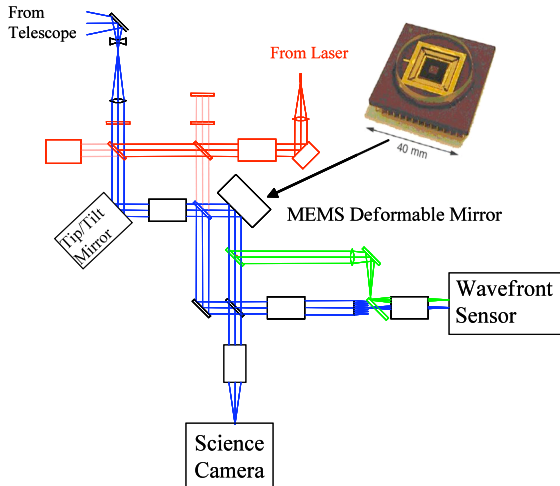 From
Telescope
From Laser
40 mm
Tip/Tilt
Mirror
MEMS Deformable Mirror
Wavefront
Sensor
Science
Camera